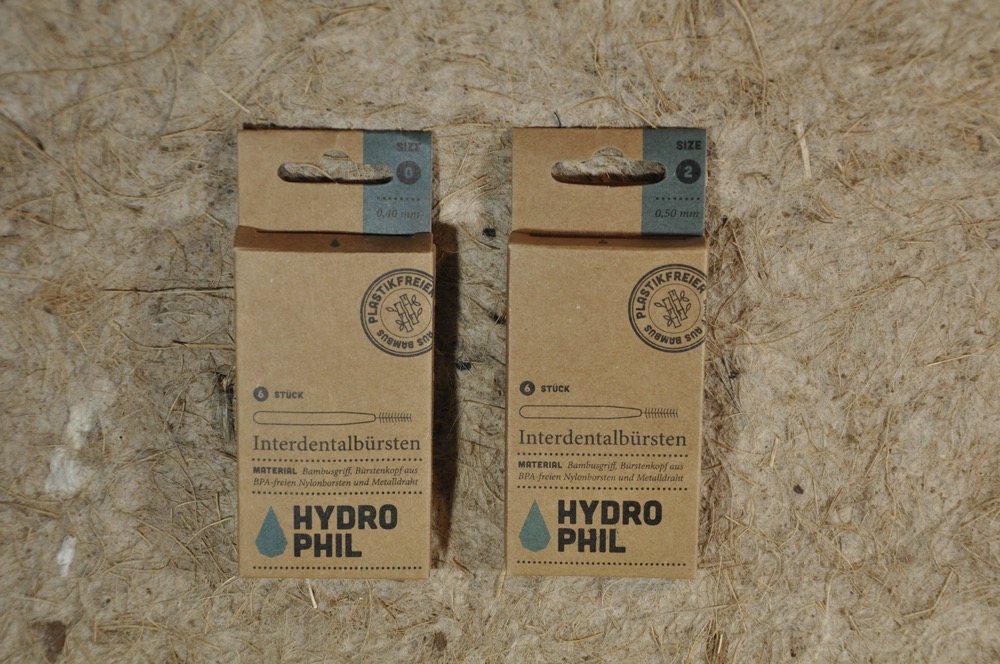 SIZE
0
0,40 mm
PLASTIKFREIER
AUS BAMBUS
6 STÜCK
Interdentalbürsten
MATERIAL Bambusgriff, Bürstenkopf aus
BPA-freien Nylonborsten und Metalldraht
HYDRO
PHIL
SIZE
2
0,50 mm
PLASTIKFREIER
AUS BAMBUS
6 STÜCK
Interdentalbürsten
MATERIAL Bambusgriff, Bürstenkopf aus
BPA-freien Nylonborsten und Metalldraht
HYDRO
PHIL